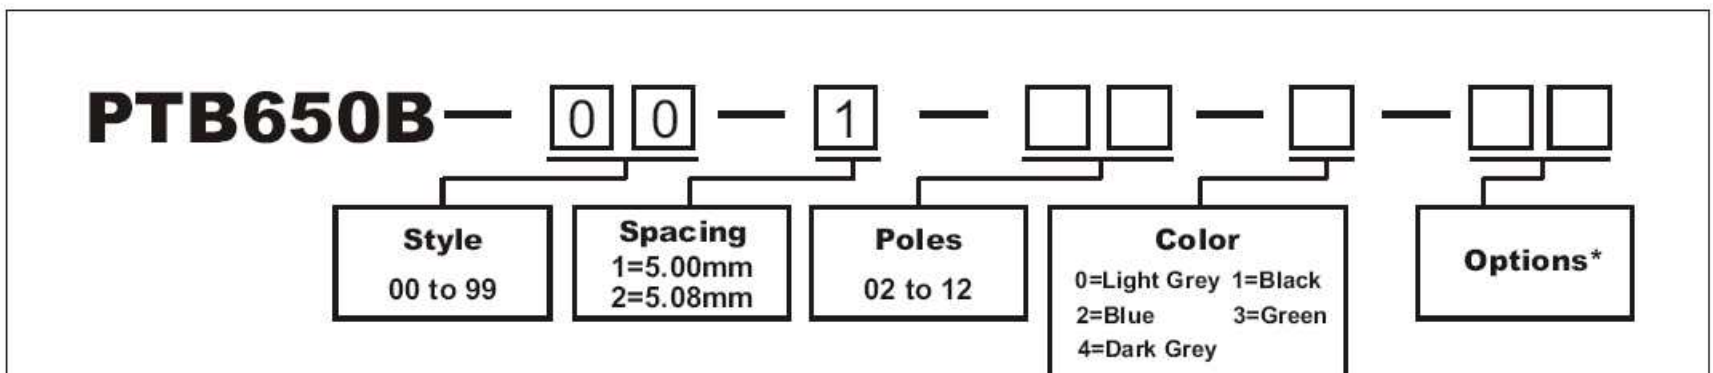 PTB650B — 0 0 — 1 — — —
Style
00 to 99
Spacing
1=5.00mm
2=5.08mm
Poles
02 to 12
Color
0=Light Grey 1=Black
2=Blue 3=Green
4=Dark Grey
Options*